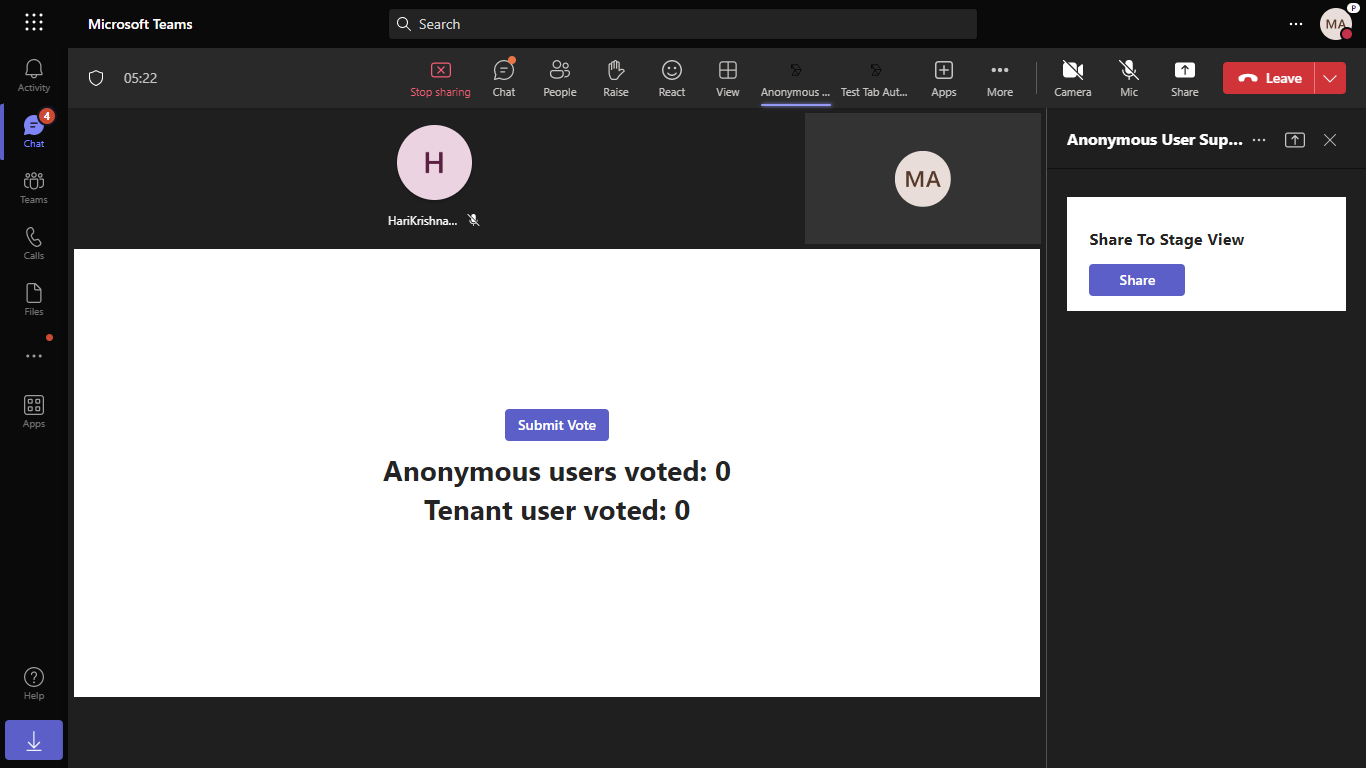 Microsoft Teams
Search
MA
P
Activity
4
Chat
Teams
Calls
Files
Apps
Help
05:22
Stop sharing
Chat
People
Raise
React
View
Anonymous ...
Test Tab Aut...
Apps
More
Camera
Mic
Share
Leave
H
HariKrishna...
MA
Submit Vote
Anonymous users voted: 0
Tenant user voted: 0
Anonymous User Sup...
Share To Stage View
Share